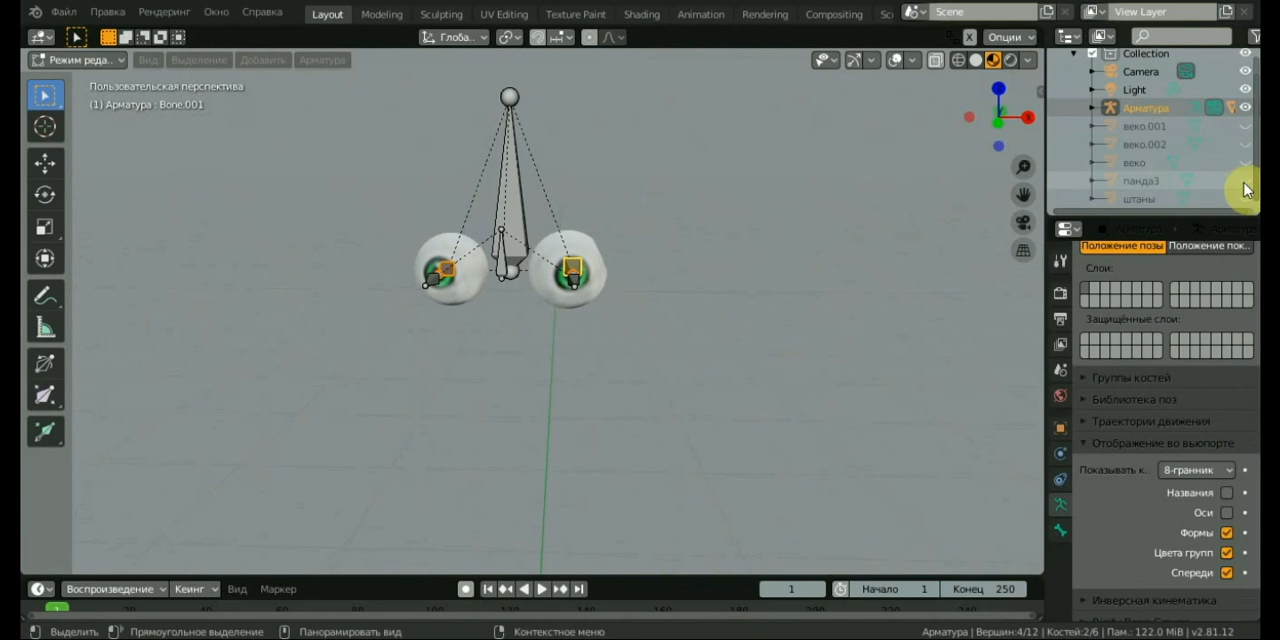 Файл Правка Рендеринг Окно Справка Layout Modeling Sculpting UV Editing Texture Paint Shading Animation Rendering Compositing Sc Scene View Layer
Глоба.. X Опции
Режим реда.. Вид Выделение Добавить Арматура
Пользовательская перспектива
(1) Арматура : Bone.001
X
Collection
Camera
Light
Арматура
веко.001
веко.002
веко
панда3
штаны
Положение позы Положение пок..
Слои:
Защищённые слои:
Группы костей
Библиотека поз
Траектории движения
Отображение во вьюпорте
Показывать к.. 8-гранник
Названия
Оси
Формы
Цвета групп
Спереди
Инверсная кинематика
Воспроизведение Кеинг Вид Маркер 1 Начало 1 Конец 250
Выделить Прямоугольное выделение Панорамировать вид Контекстное меню Арматура | Вершин:4/12 | Костей:2/6 | Пам.: 122.0 MiB | v2.81.12